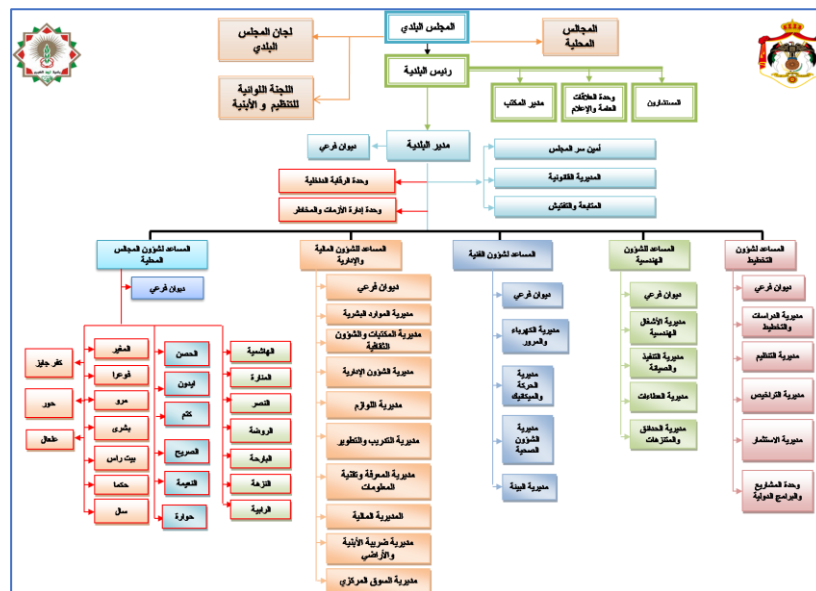 المجلس البلدي
المجالس
المحلية
لجان المجلس
البلدي
رئيس البلدية
اللجنة اللوائية
للتنظيم و الأبنية
المستشارون
وحدة العلاقات
العامة والإعلام
مدير المكتب
مدير البلدية
ديوان فرعي
أمين سر المجلس
المديرية القانونية
المتابعة والتفتيش
وحدة الرقابة الداخلية
وحدة إدارة الأزمات والمخاطر
المساعد لشؤون
التخطيط
ديوان فرعي
مديرية الدراسات
والتخطيط
مديرية التنظيم
مديرية التراخيص
مديرية الاستثمار
وحدة المشاريع
والبرامج الدولية
المساعد للشؤون
الهندسية
ديوان فرعي
مديرية الأشغال
الهندسية
مديرية التنفيذ
والصيانة
مديرية العطاءات
مديرية الحدائق
والمتنزهات
المساعد لشؤون الفنية
ديوان فرعي
مديرية الكهرباء
والمرور
مديرية
الحركة
والميكانيك
مديرية
الشؤون
الصحية
مديرية البيئة
المساعد للشؤون المالية
والإدارية
ديوان فرعي
مديرية الموارد البشرية
مديرية المكتبات والشؤون
الثقافية
مديرية الشؤون الإدارية
مديرية اللوازم
مديرية التدريب والتطوير
مديرية المعرفة وتقنية
المعلومات
المديرية المالية
مديرية ضريبة الأبنية
والأراضي
مديرية السوق المركزي
المساعد لشؤون المجالس
المحلية
ديوان فرعي
الهاشمية
المنارة
النصر
الروضة
البارحة
النزهة
الرابية
الحصن
ايدون
كتم
الصريح
النعيمة
حوارة
المغير
فوعرا
مرو
بشرى
بيت راس
حكما
سال
كفر جايز
حور
علعال